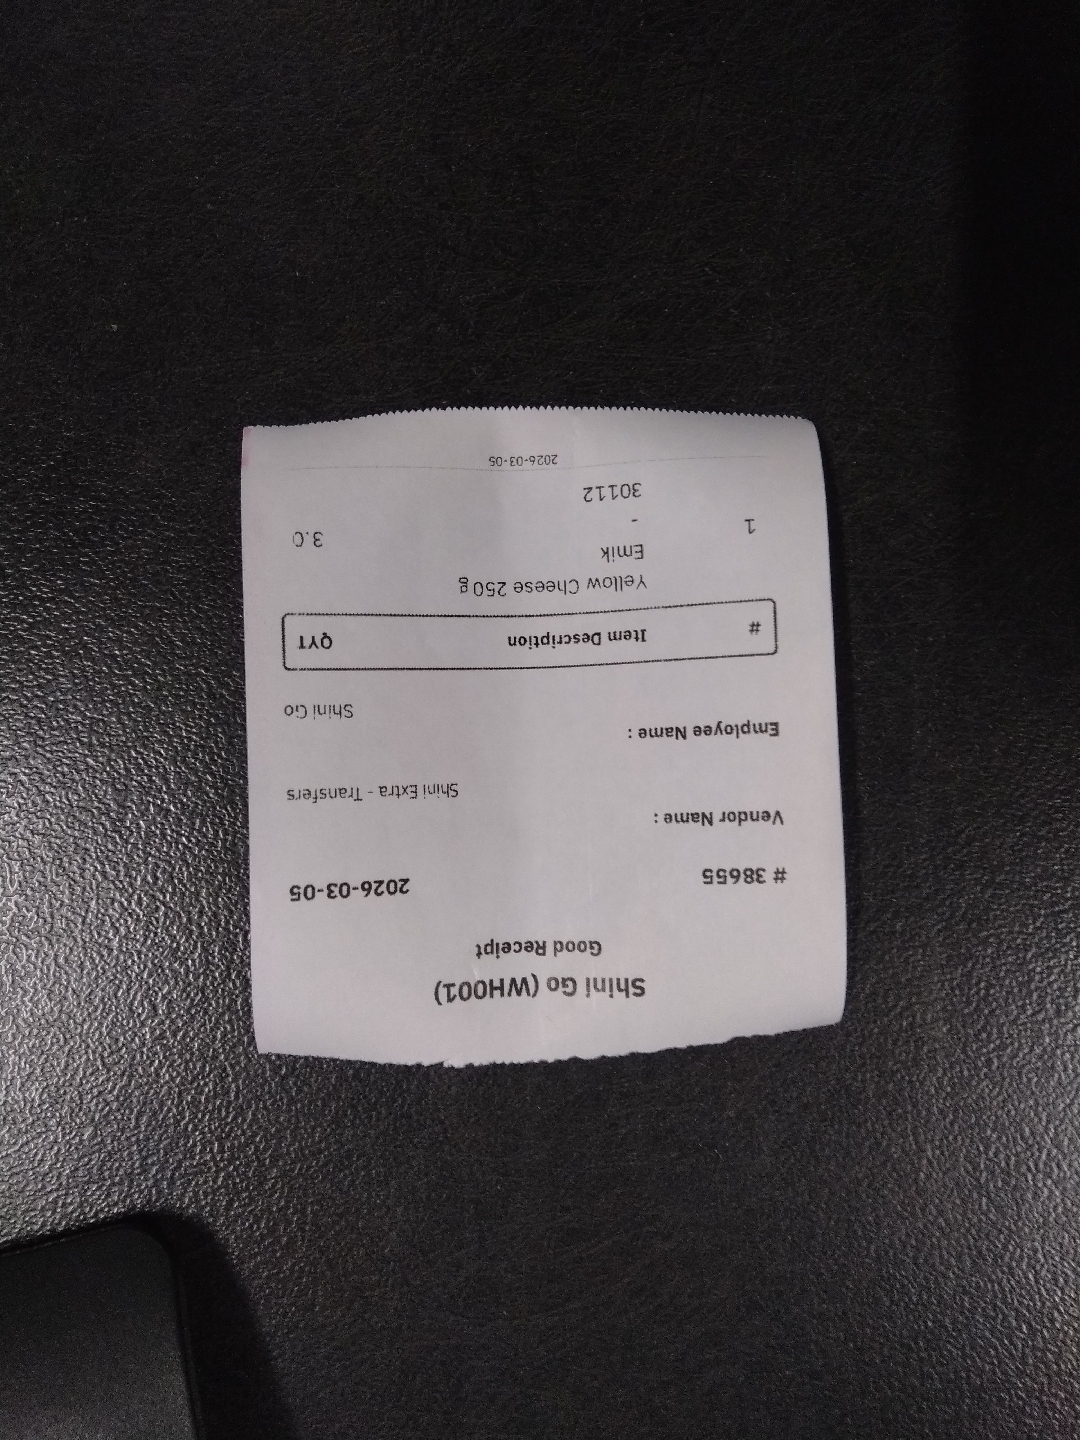 Shini Go (WH001)
Good Receipt
# 38655 2026-03-05
Vendor Name :
Shini Extra - Transfers
Employee Name :
Shini Go
# Item Description QYT
Yellow Cheese 250 g
Emik
1 - 3.0
30112
2026-03-05